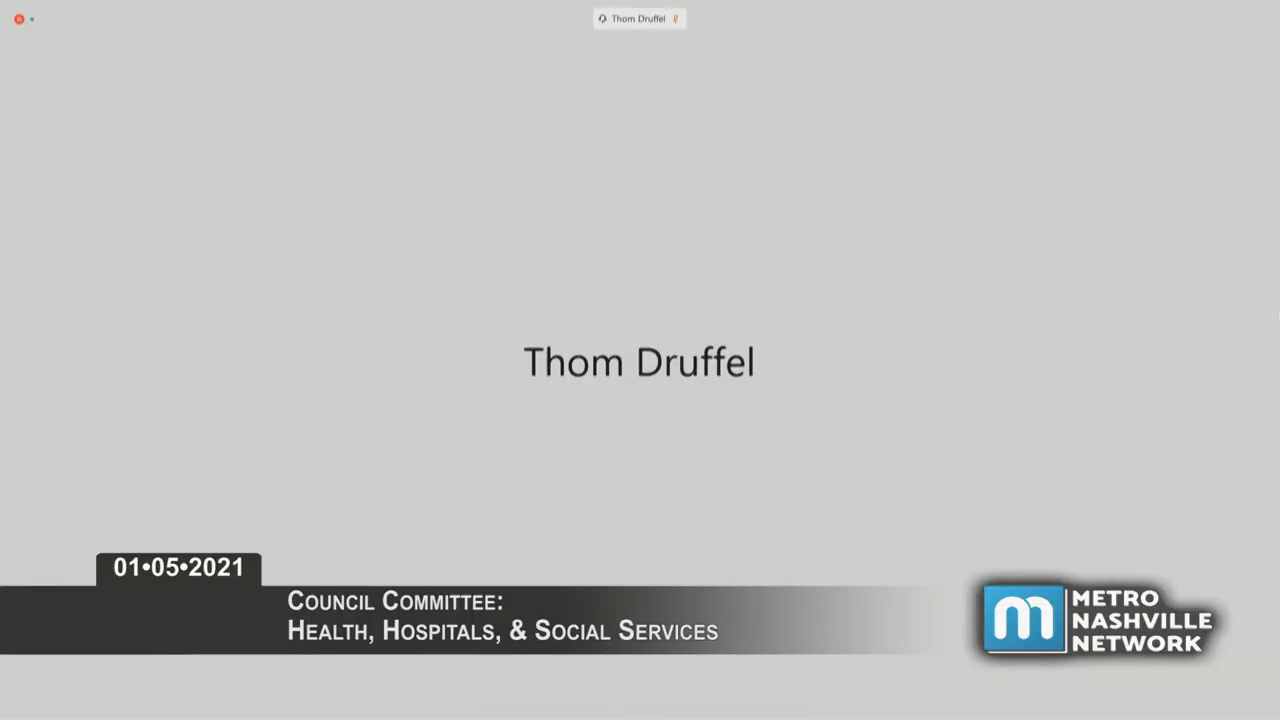 Thom Druffel
Thom Druffel
01•05•2021
COUNCIL COMMITTEE:
HEALTH, HOSPITALS, & SOCIAL SERVICES
m
METRO
NASHVILLE
NETWORK